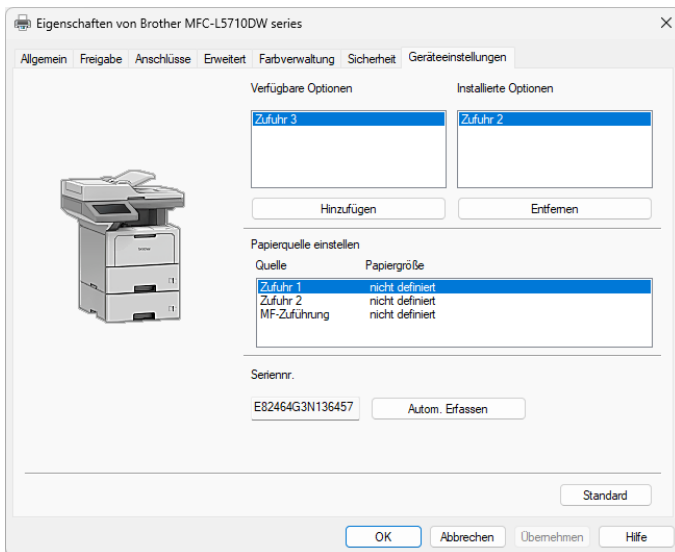 Eigenschaften von Brother MFC-L5710DW series
Allgemein Freigabe Anschlüsse Erweitert Farbverwaltung Sicherheit Geräteeinstellungen
Verfügbare Optionen Installierte Optionen
Zufuhr 3 Zufuhr 2
Hinzufügen Entfernen
Papierquelle einstellen
Quelle Papiergröße
Zufuhr 1 nicht definiert
Zufuhr 2 nicht definiert
MF-Zuführung nicht definiert
Seriennr.
E82464G3N136457 Autom. Erfassen
Standard
OK Abbrechen Übernehmen Hilfe